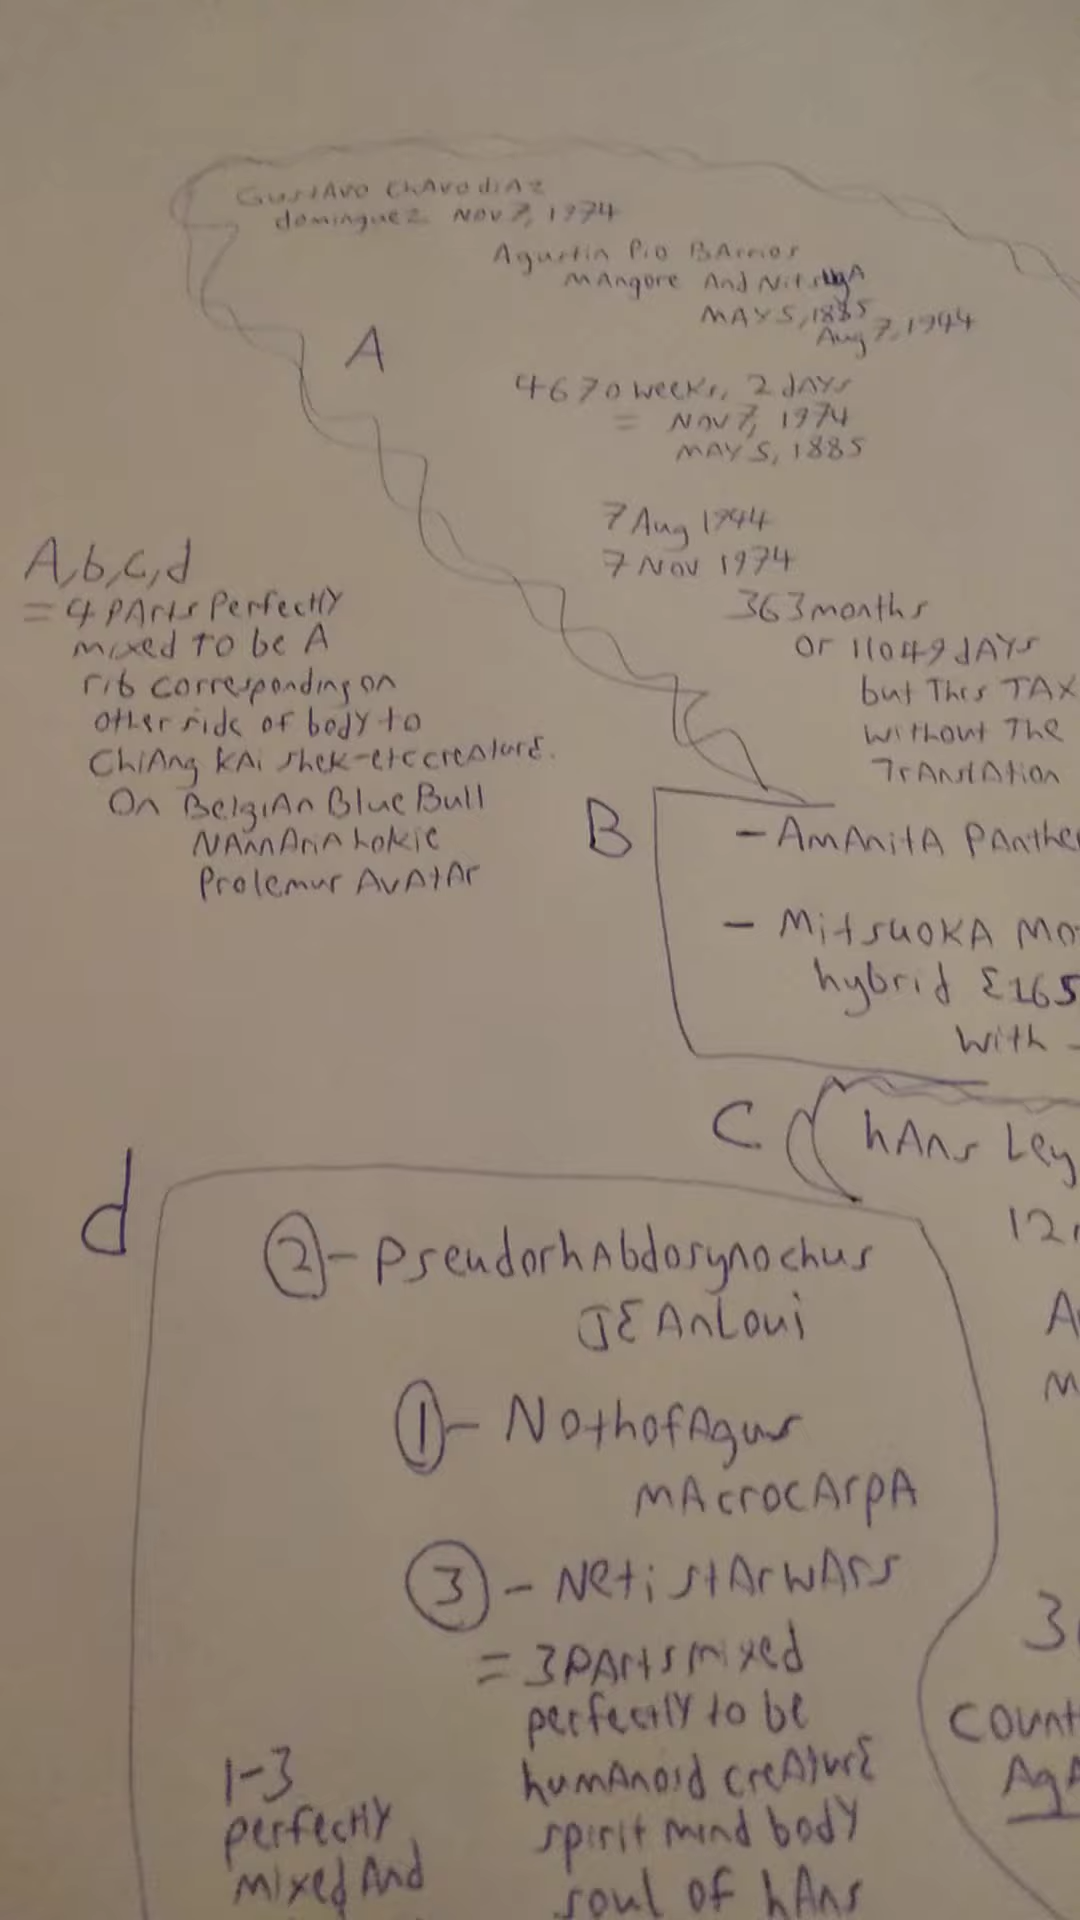 GustAvo ChAvo diAz
dominguez Nov 7, 1974
Agustin Pio BArrios
MAngore And NitsugA
MAY 5, 1885
Aug 7, 1944
A
4670 weeks, 2 dAYs
= Nov 7, 1974
MAY 5, 1885
7 Aug 1944
7 Nov 1974
363 months
or 11049 dAYs
but This TAX
without The
TrAnslAtion
A,b,c,d
= 4 PArts PerfectlY
mixed TO be A
rib corresponding on
other side of body to
ChiAng KAi shek-etc creAturE.
On BelgiAn Blue Bull
Prolemur AvAtAr
B
- AmAnitA PAnthe
- MitsuokA Mo
hybrid E165
with -
C
hAns Ley
12
d
2 - PseudorhAbdosynochus
JEAnLoui
1 - NothofAgus
mAcrocArpA
3 - Neti stArwArs
= 3 PArts mixed
perfectlY to be
humAnoid creAturE
spirit mind bodY
soul of hAns
1-3
perfectlY
mixed And
A
M
3
count
AgA